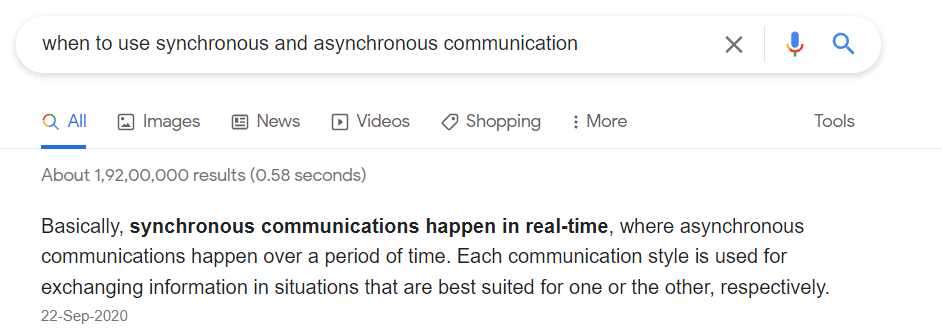 when to use synchronous and asynchronous communication
All Images News Videos Shopping More Tools
About 1,92,00,000 results (0.58 seconds)
Basically, synchronous communications happen in real-time, where asynchronous
communications happen over a period of time. Each communication style is used for
exchanging information in situations that are best suited for one or the other, respectively.
22-Sep-2020